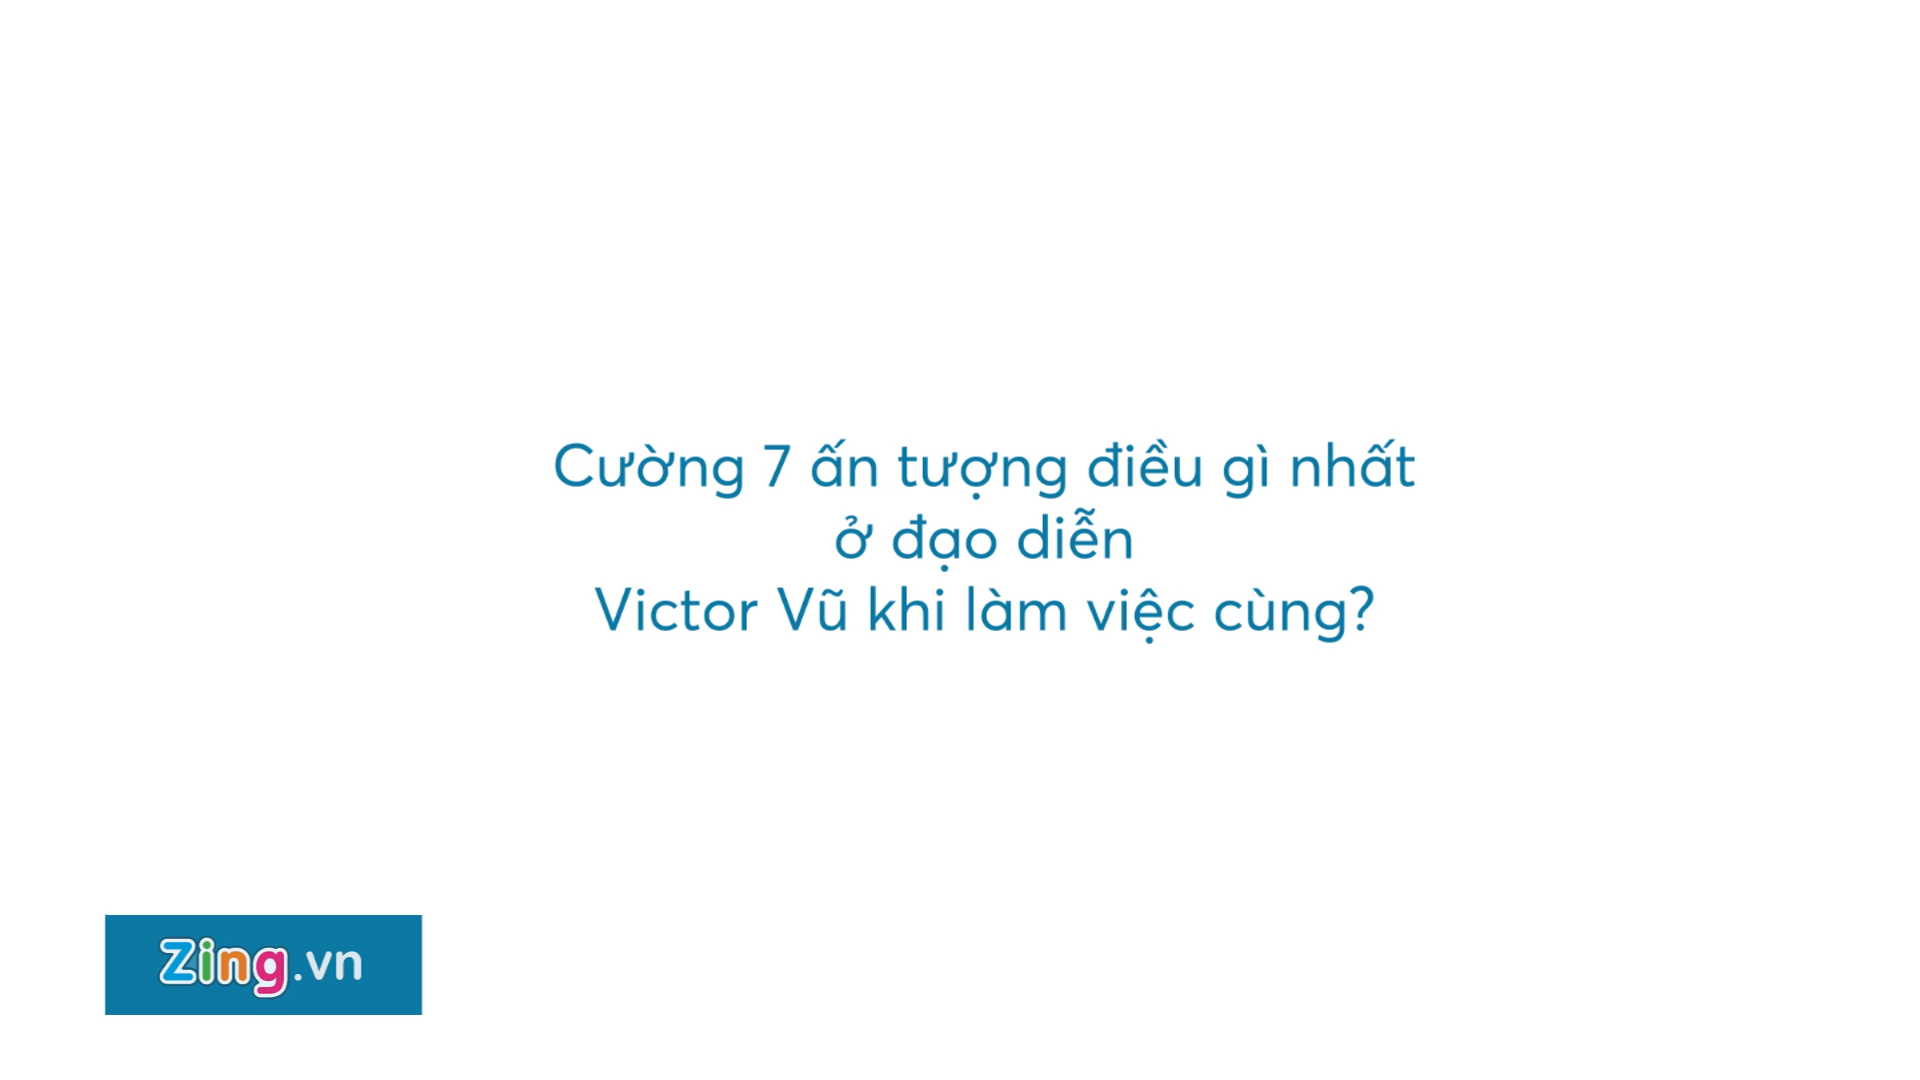 Cường 7 ấn tượng điều gì nhất
ở đạo diễn
Victor Vũ khi làm việc cùng?
Zing.vn